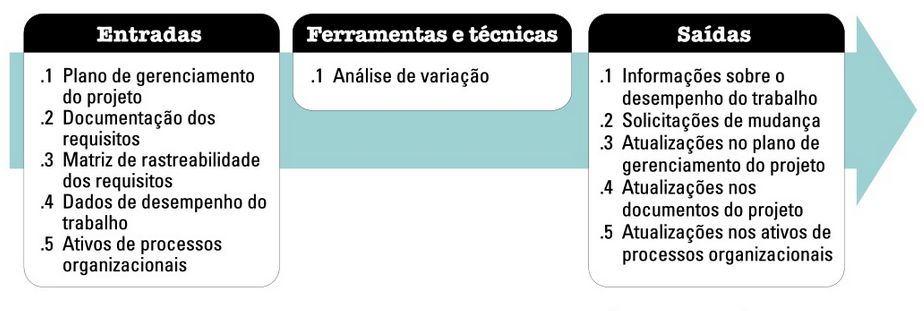 Entradas
.1 Plano de gerenciamento
do projeto
.2 Documentação dos
requisitos
.3 Matriz de rastreabilidade
dos requisitos
.4 Dados de desempenho do
trabalho
.5 Ativos de processos
organizacionais
Ferramentas e técnicas
.1 Análise de variação
Saídas
.1 Informações sobre o
desempenho do trabalho
.2 Solicitações de mudança
.3 Atualizações no plano de
gerenciamento do projeto
.4 Atualizações nos
documentos do projeto
.5 Atualizações nos ativos de
processos organizacionais